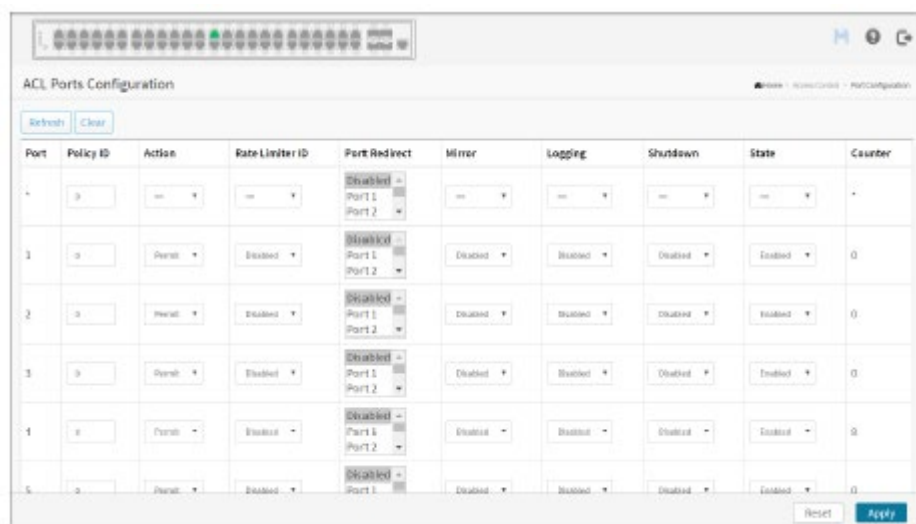 ACL Ports Configuration
Home Access Control Port Configuration
Refresh Clear
Port Policy ID Action Rate Limiter ID Port Redirect Mirror Logging Shutdown State Counter
Disabled
* 0 Port 1 *
Port 2
Disabled
1 0 Permit Disabled Port 1 Disabled Disabled Disabled Enabled 0
Port 2
Disabled
2 0 Permit Disabled Port 1 Disabled Disabled Disabled Enabled 0
Port 2
Disabled
3 0 Permit Disabled Port 1 Disabled Disabled Disabled Enabled 0
Port 2
Disabled
4 0 Permit Disabled Port 1 Disabled Disabled Disabled Enabled 0
Port 2
Disabled
5 0 Permit Disabled Port 1 Disabled Disabled Disabled Enabled 0
Reset Apply